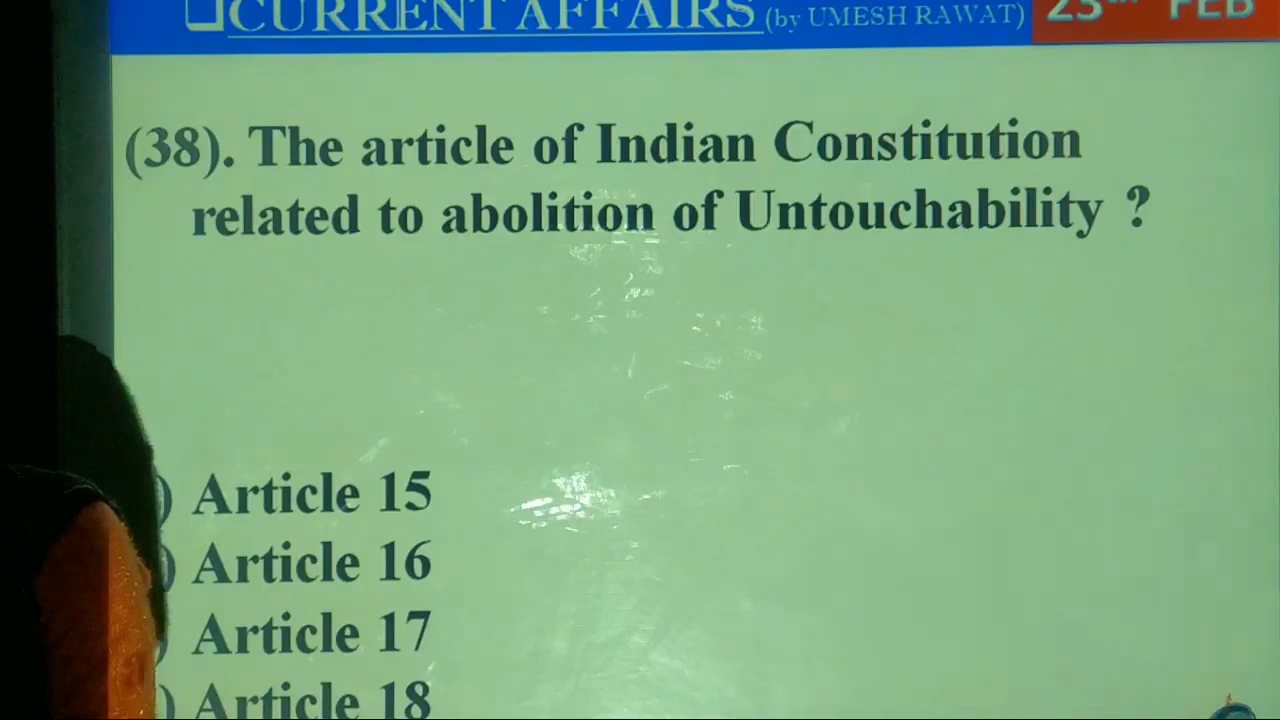 CURRENT AFFAIRS (by UMESH RAWAT)
23rd FEB
(38). The article of Indian Constitution
related to abolition of Untouchability ?
) Article 15
) Article 16
) Article 17
) Article 18